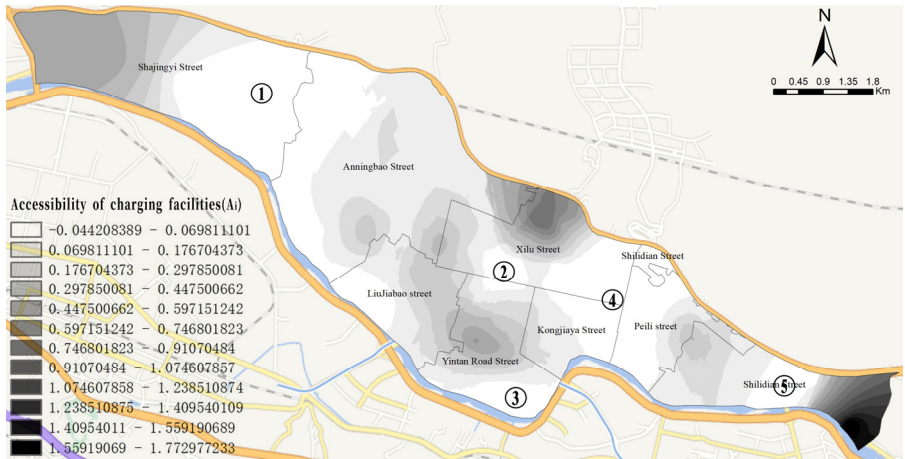 N
0 0.45 0.9 1.35 1.8
Km
Shajingyi Street
①
Anningbao Street
Accessibility of charging facilities(Ai)
-0.044208389 - 0.069811101
0.069811101 - 0.176704373
0.176704373 - 0.297850081
0.297850081 - 0.447500662
0.447500662 - 0.597151242
0.597151242 - 0.746801823
0.746801823 - 0.91070484
0.91070484 - 1.074607857
1.074607858 - 1.238510874
1.238510875 - 1.409540109
1.40954011 - 1.559190689
1.55919069 - 1.772977233
Xilu Street
Shilidian Street
②
LiuJiabao street
④
Kongjiaya Street
Peili street
Yintan Road Street
③
Shilidian Street
⑤